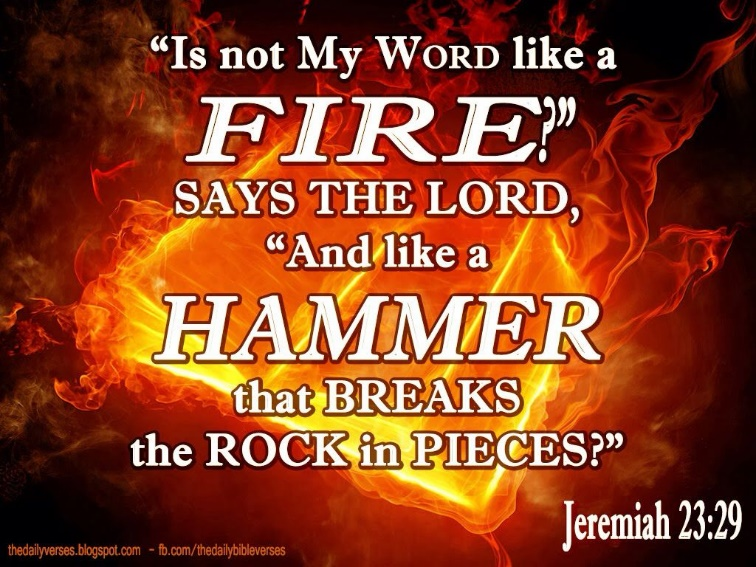 “Is not My WORD like a
FIRE?”
SAYS THE LORD,
“And like a
HAMMER
that BREAKS
the ROCK in PIECES?”
Jeremiah 23:29
thedailyverses.blogspot.com - fb.com/thedailybibleverses